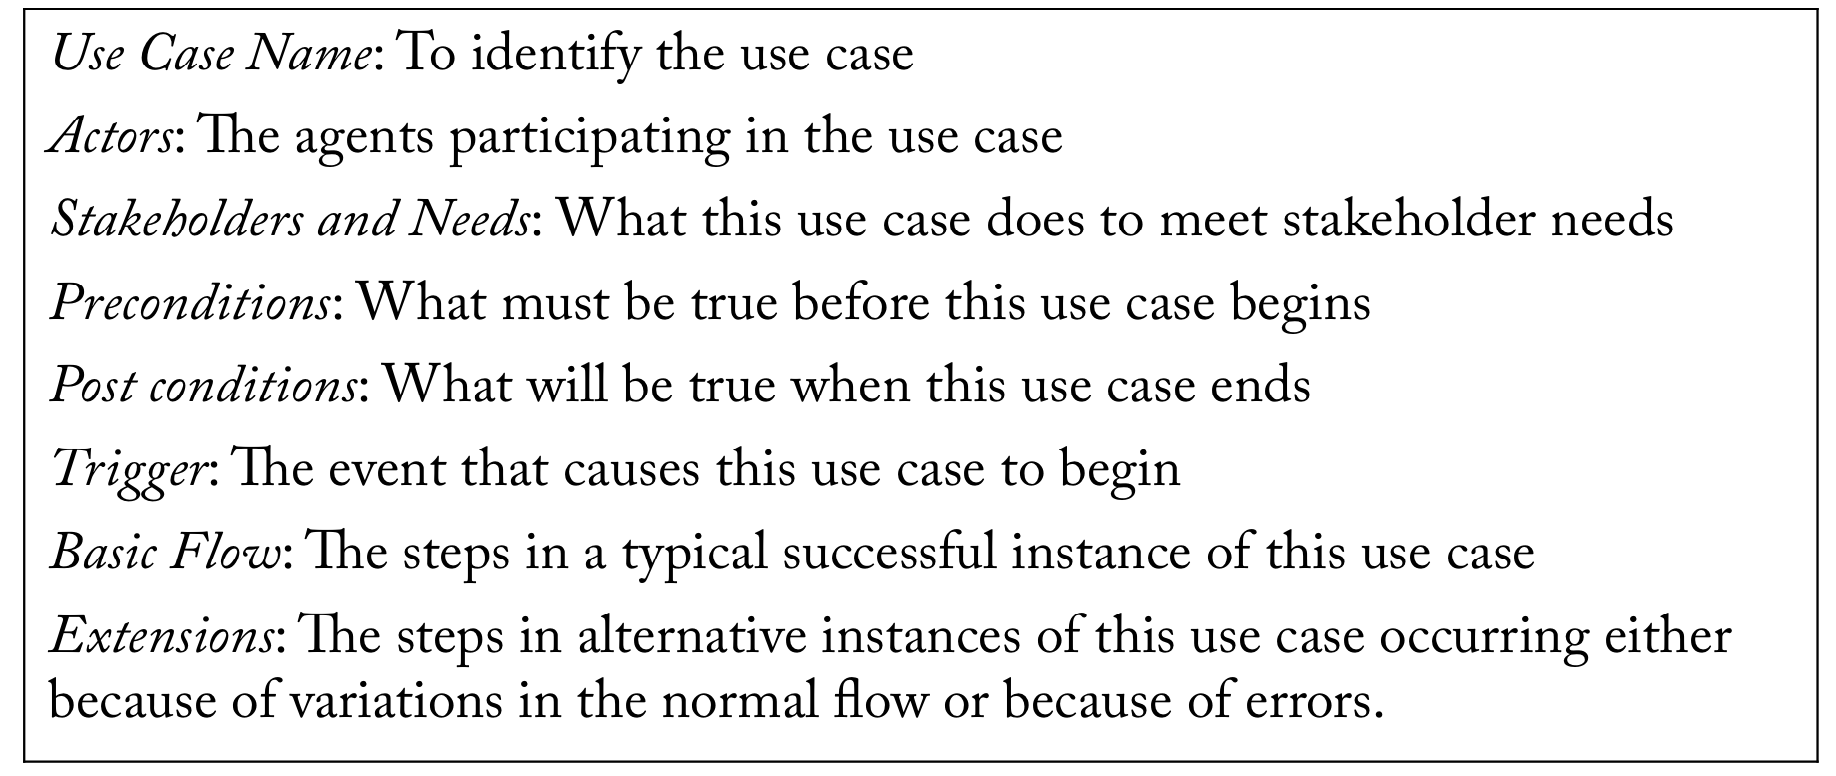 Use Case Name: To identify the use case
Actors: The agents participating in the use case
Stakeholders and Needs: What this use case does to meet stakeholder needs
Preconditions: What must be true before this use case begins
Post conditions: What will be true when this use case ends
Trigger: The event that causes this use case to begin
Basic Flow: The steps in a typical successful instance of this use case
Extensions: The steps in alternative instances of this use case occurring either
because of variations in the normal flow or because of errors.